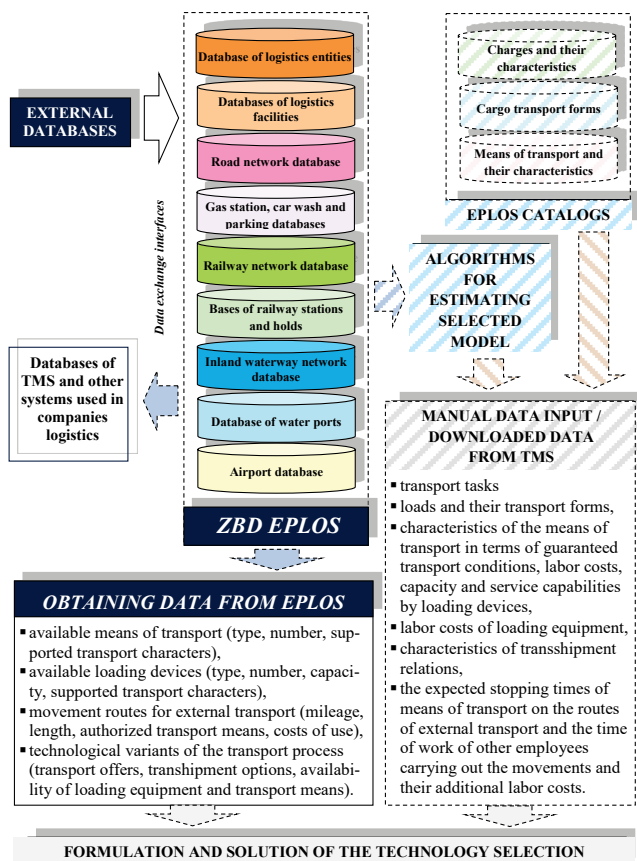 EXTERNAL
DATABASES
Data exchange interfaces
Database of logistics entities
Databases of logistics
facilities
Road network database
Gas station, car wash and
parking databases
Railway network database
Bases of railway stations
and holds
Inland waterway network
database
Database of water ports
Airport database
ZBD EPLOS
Charges and their
characteristics
Cargo transport forms
Means of transport and
their characteristics
EPLOS CATALOGS
ALGORITHMS
FOR
ESTIMATING
SELECTED
MODEL
Databases of
TMS and other
systems used in
companies
logistics
MANUAL DATA INPUT /
DOWNLOADED DATA
FROM TMS
▪ transport tasks
▪ loads and their transport forms,
▪ characteristics of the means of
transport in terms of guaranteed
transport conditions, labor costs,
capacity and service capabilities
by loading devices,
▪ labor costs of loading equipment,
▪ characteristics of transshipment
relations,
▪ the expected stopping times of
means of transport on the routes
of external transport and the time
of work of other employees
carrying out the movements and
their additional labor costs.
OBTAINING DATA FROM EPLOS
▪ available means of transport (type, number, sup-
ported transport characters),
▪ available loading devices (type, number, capac-
ity, supported transport characters),
▪ movement routes for external transport (mileage,
length, authorized transport means, costs of use),
▪ technological variants of the transport process
(transport offers, transhipment options, availabi-
lity of loading equipment and transport means).
FORMULATION AND SOLUTION OF THE TECHNOLOGY SELECTION